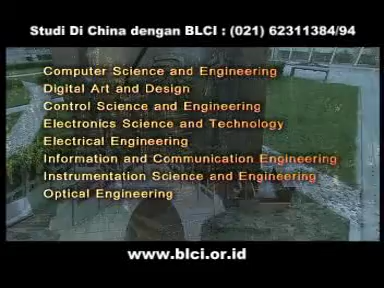 Studi Di China dengan BLCI : (021) 62311384/94
Computer Science and Engineering
Digital Art and Design
Control Science and Engineering
Electronics Science and Technology
Electrical Engineering
Information and Communication Engineering
Instrumentation Science and Engineering
Optical Engineering
www.blci.or.id